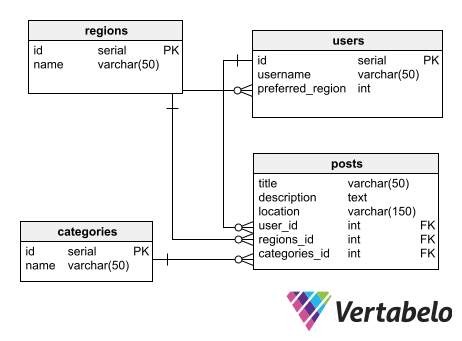 regions
id serial PK
name varchar(50)
users
id serial PK
username varchar(50)
preferred_region int
posts
title varchar(50)
description text
location varchar(150)
user_id int FK
regions_id int FK
categories_id int FK
categories
id serial PK
name varchar(50)
Vertabelo